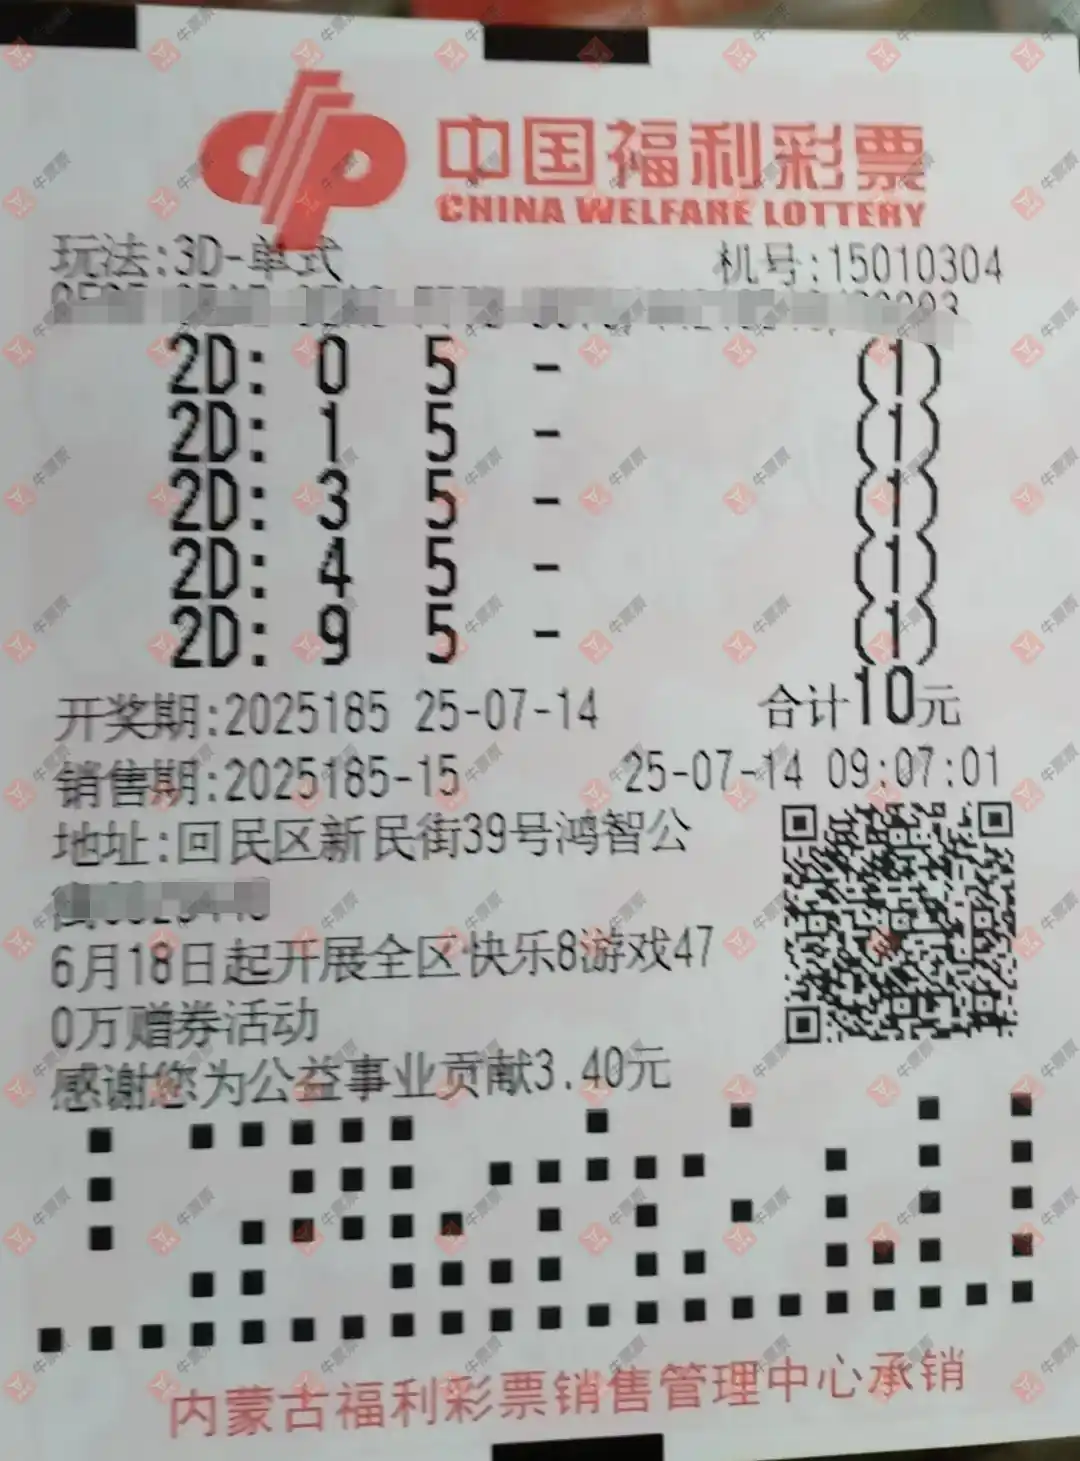 中国福利彩票
CHINA WELFARE LOTTERY
玩法:3D-单式 机号:15010304
2D: 0 5 - (1)
2D: 1 5 - (1)
2D: 3 5 - (1)
2D: 4 5 - (1)
2D: 9 5 - (1)
开奖期:2025185 25-07-14 合计10元
销售期:2025185-15 25-07-14 09:07:01
地址:回民区新民街39号鸿智公
6月18日起开展全区快乐8游戏47
0万赠券活动
感谢您为公益事业贡献3.40元
内蒙古福利彩票销售管理中心承销
牛票票